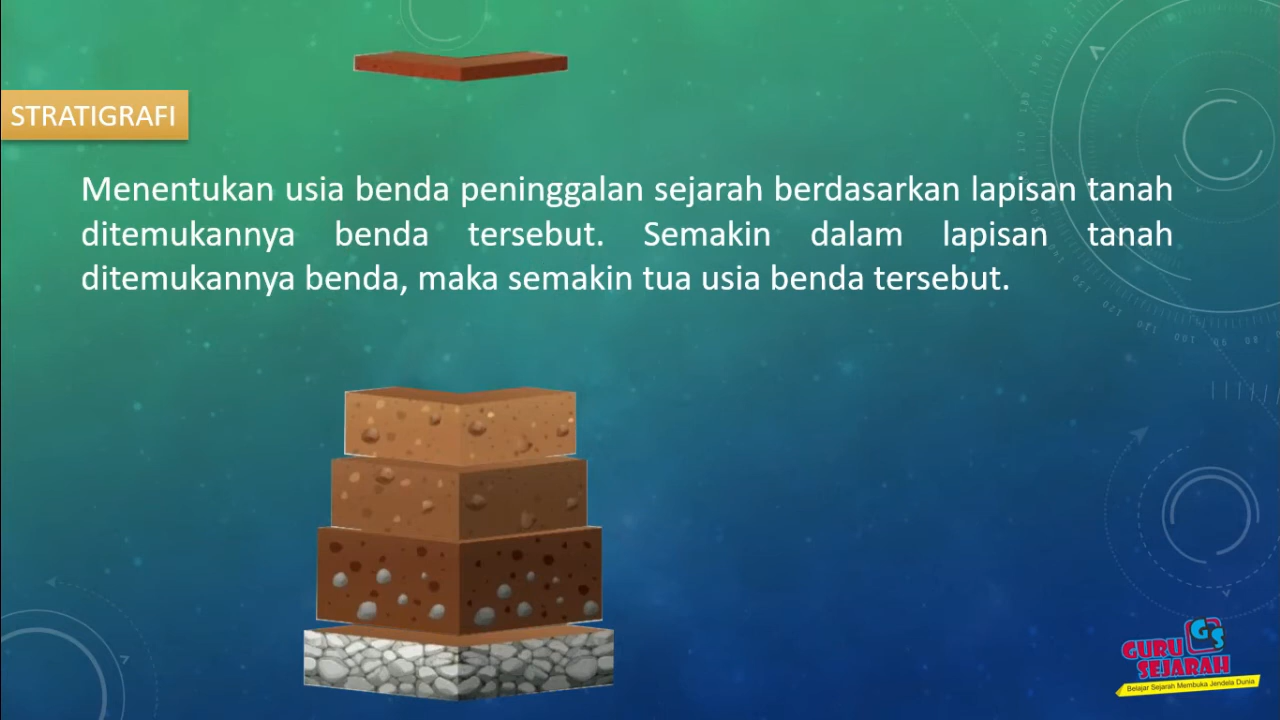 STRATIGRAFI
Menentukan usia benda peninggalan sejarah berdasarkan lapisan tanah
ditemukannya benda tersebut. Semakin dalam lapisan tanah
ditemukannya benda, maka semakin tua usia benda tersebut.
GS
GURU
SEJARAH
Belajar Sejarah Membuka Jendela Dunia